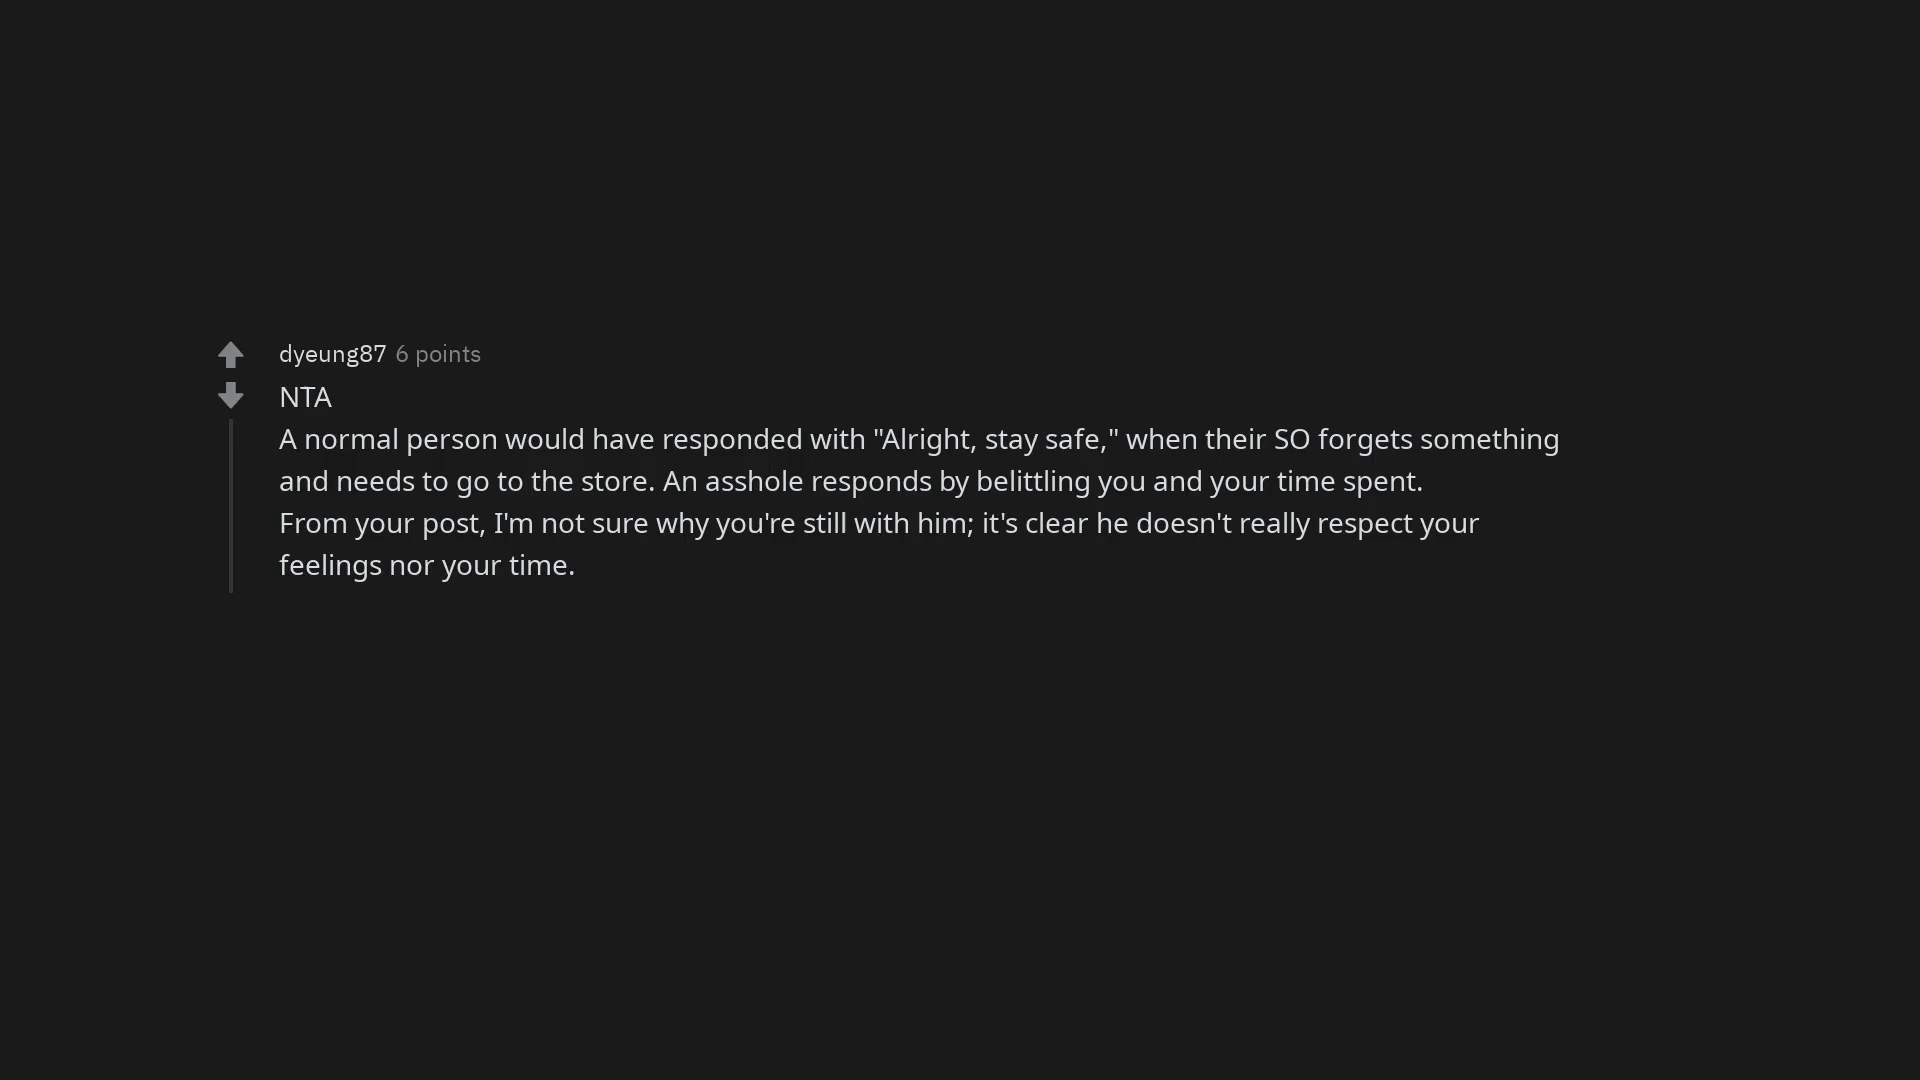 dyeung87 6 points
NTA
A normal person would have responded with "Alright, stay safe," when their SO forgets something
and needs to go to the store. An asshole responds by belittling you and your time spent.
From your post, I'm not sure why you're still with him; it's clear he doesn't really respect your
feelings nor your time.